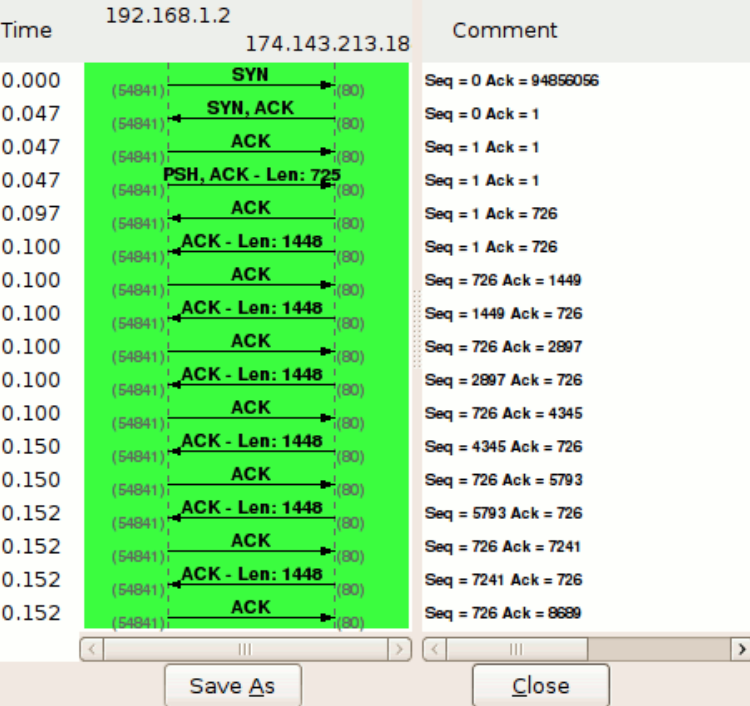 192.168.1.2
Time Comment
174.143.213.18
0.000 SYN Seq = 0 Ack = 94856056
(54841) (80)
0.047 SYN, ACK Seq = 0 Ack = 1
(54841) (80)
0.047 ACK Seq = 1 Ack = 1
(54841) (80)
0.047 PSH, ACK - Len: 725 Seq = 1 Ack = 1
(54841) (80)
0.097 ACK Seq = 1 Ack = 726
(54841) (80)
0.100 ACK - Len: 1448 Seq = 1 Ack = 726
(54841) (80)
0.100 ACK Seq = 726 Ack = 1449
(54841) (80)
0.100 ACK - Len: 1448 Seq = 1449 Ack = 726
(54841) (80)
0.100 ACK Seq = 726 Ack = 2897
(54841) (80)
0.100 ACK - Len: 1448 Seq = 2897 Ack = 726
(54841) (80)
0.100 ACK Seq = 726 Ack = 4345
(54841) (80)
0.150 ACK - Len: 1448 Seq = 4345 Ack = 726
(54841) (80)
0.150 ACK Seq = 726 Ack = 5793
(54841) (80)
0.152 ACK - Len: 1448 Seq = 5793 Ack = 726
(54841) (80)
0.152 ACK Seq = 726 Ack = 7241
(54841) (80)
0.152 ACK - Len: 1448 Seq = 7241 Ack = 726
(54841) (80)
0.152 ACK Seq = 726 Ack = 8689
(54841) (80)
Save As Close